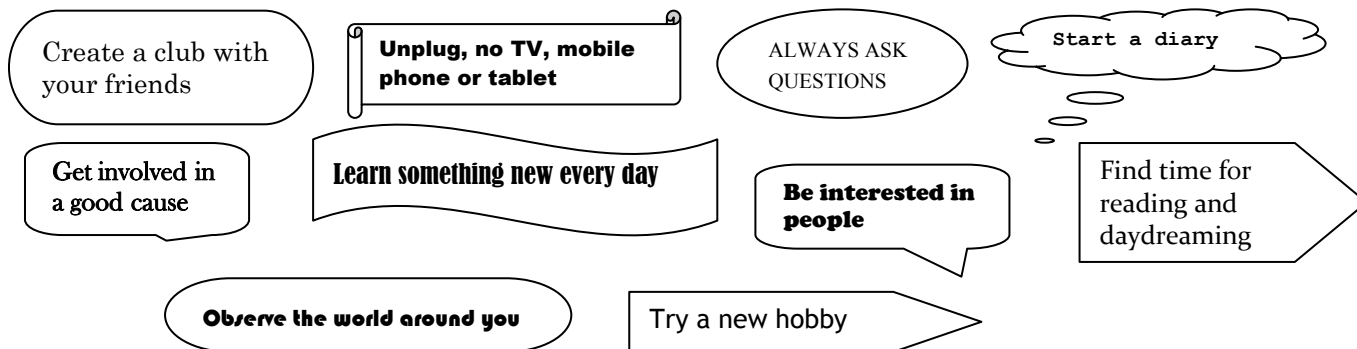 Create a club with
your friends
Unplug, no TV, mobile
phone or tablet
ALWAYS ASK
QUESTIONS
Start a diary
Get involved in
a good cause
Learn something new every day
Be interested in
people
Find time for
reading and
daydreaming
Observe the world around you
Try a new hobby